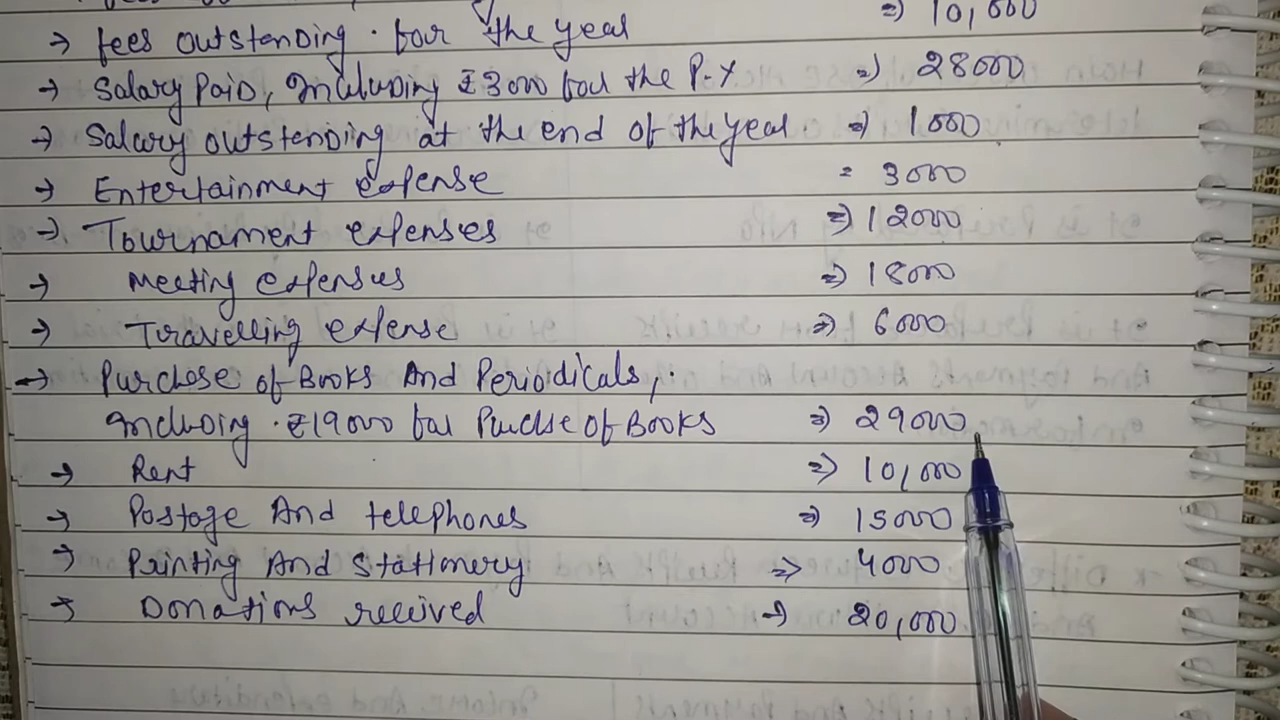 → fees outstanding · four the year => 10,000
→ Salary Paid, Including ₹3000 for the P.Y => 28000
→ Salary outstending at the end of the year. => 1000
→ Entertainment expense = 3000
→ Tournament expenses => 12000
→ meeting expenses => 1800
→ Travelling expense => 6000
→ Purchase of Books And Periodicals,
Including · ₹19000 for Purchse of Books => 29000
→ Rent => 10,000
→ Postage And telephones => 15000
→ Printing And Stationery => 4000
→ Donations received => 20,000